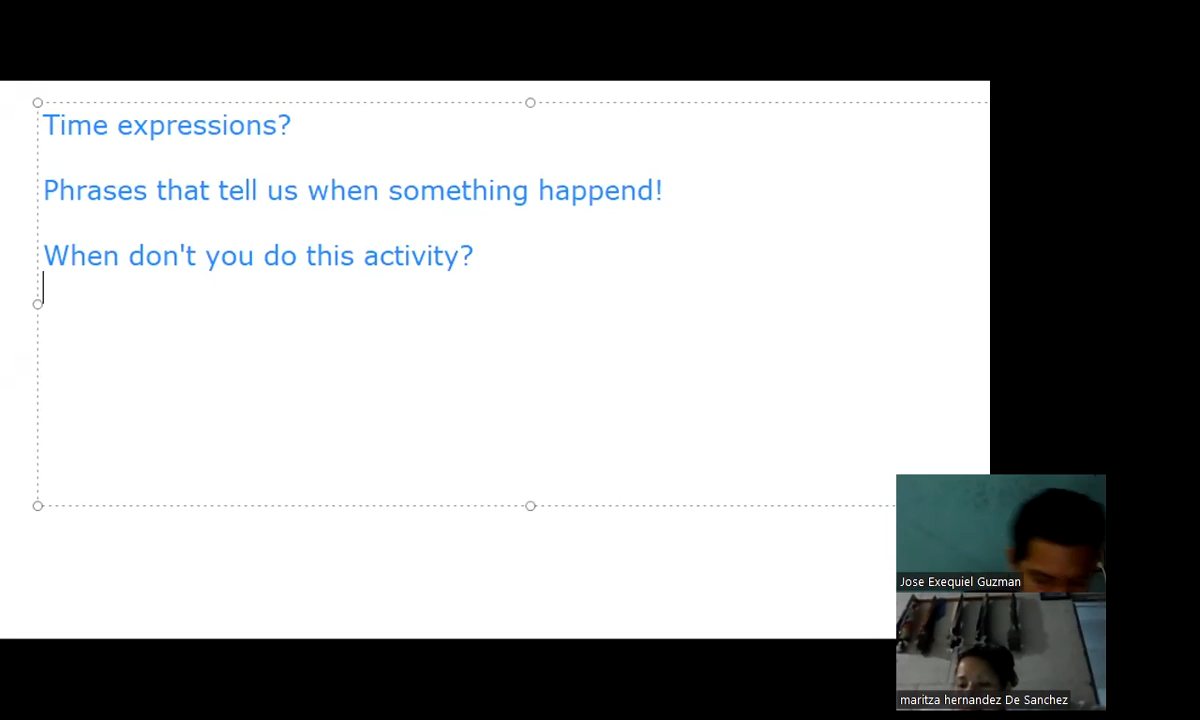 Time expressions?
Phrases that tell us when something happend!
When don't you do this activity?
Jose Exequiel Guzman
maritza hernandez De Sanchez